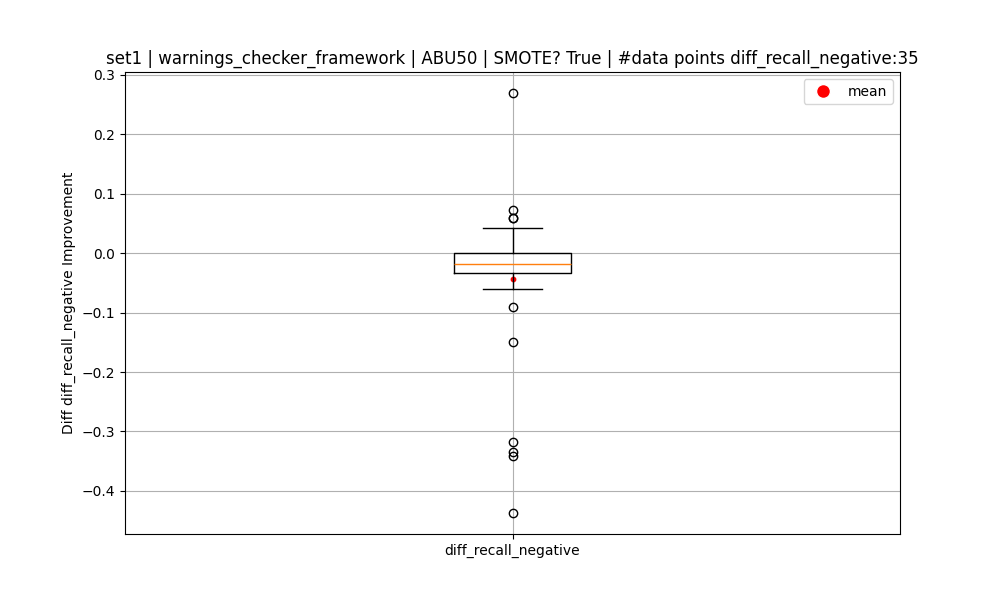 set1 | warnings_checker_framework | ABU50 | SMOTE? True | #data points diff_recall_negative:35
mean
Diff diff_recall_negative Improvement
0.3
0.2
0.1
0.0
−0.1
−0.2
−0.3
−0.4
diff_recall_negative